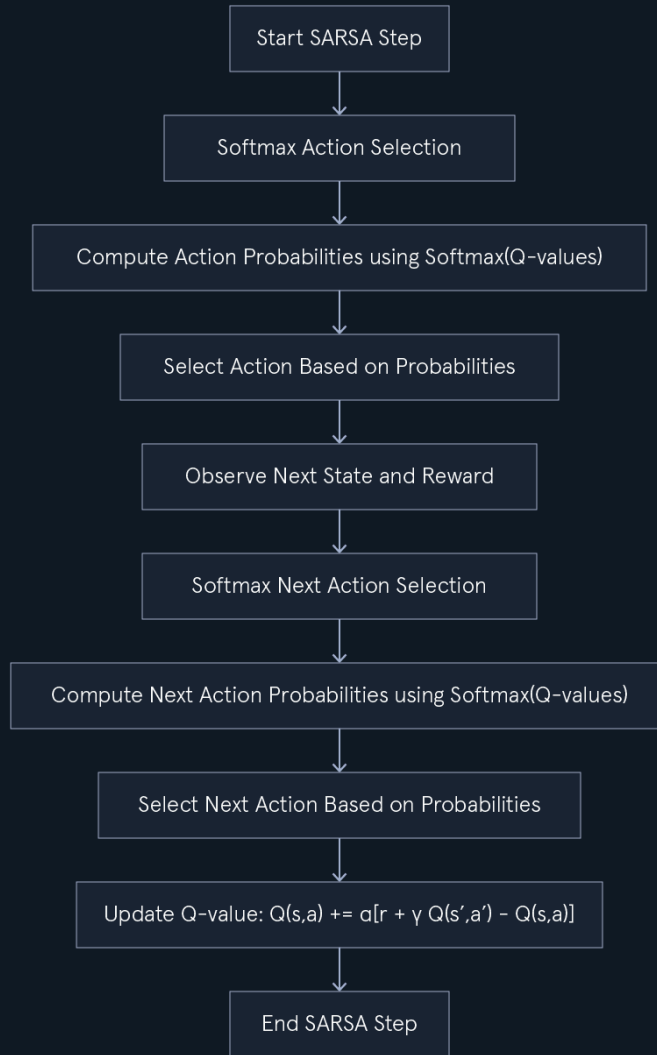 Start SARSA Step
Softmax Action Selection
Compute Action Probabilities using Softmax(Q-values)
Select Action Based on Probabilities
Observe Next State and Reward
Softmax Next Action Selection
Compute Next Action Probabilities using Softmax(Q-values)
Select Next Action Based on Probabilities
Update Q-value: Q(s,a) += α[r + γ Q(s′,a′) - Q(s,a)]
End SARSA Step